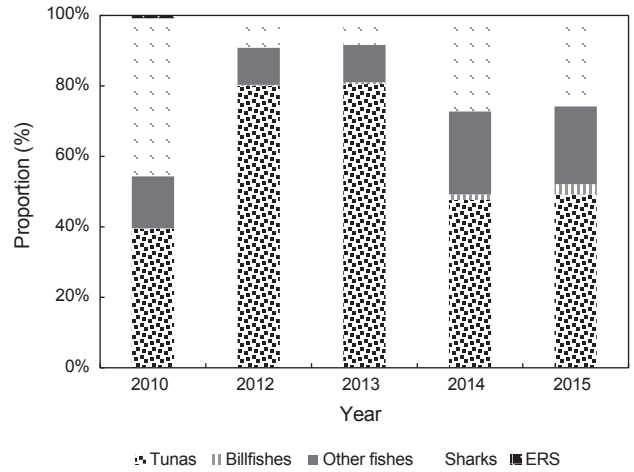 100%
80%
60%
40%
20%
0%
Proportion (%)
2010 2012 2013 2014 2015
Year
Tunas Billfishes Other fishes Sharks ERS